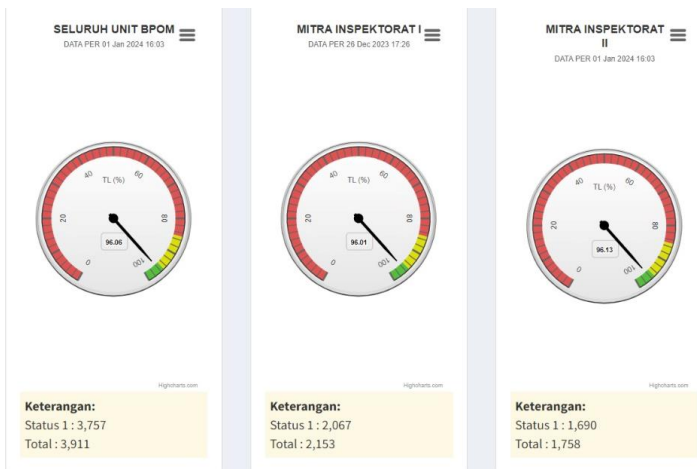 SELURUH UNIT BPOM
DATA PER 01 Jan 2024 16:03
TL (%)
0
20
40
60
80
100
96.06
Highcharts.com
Keterangan:
Status 1 : 3,757
Total : 3,911
MITRA INSPEKTORAT I
DATA PER 26 Dec 2023 17:26
TL (%)
0
20
40
60
80
100
96.01
Highcharts.com
Keterangan:
Status 1 : 2,067
Total : 2,153
MITRA INSPEKTORAT
II
DATA PER 01 Jan 2024 16:03
TL (%)
0
20
40
60
80
100
96.13
Highcharts.com
Keterangan:
Status 1 : 1,690
Total : 1,758